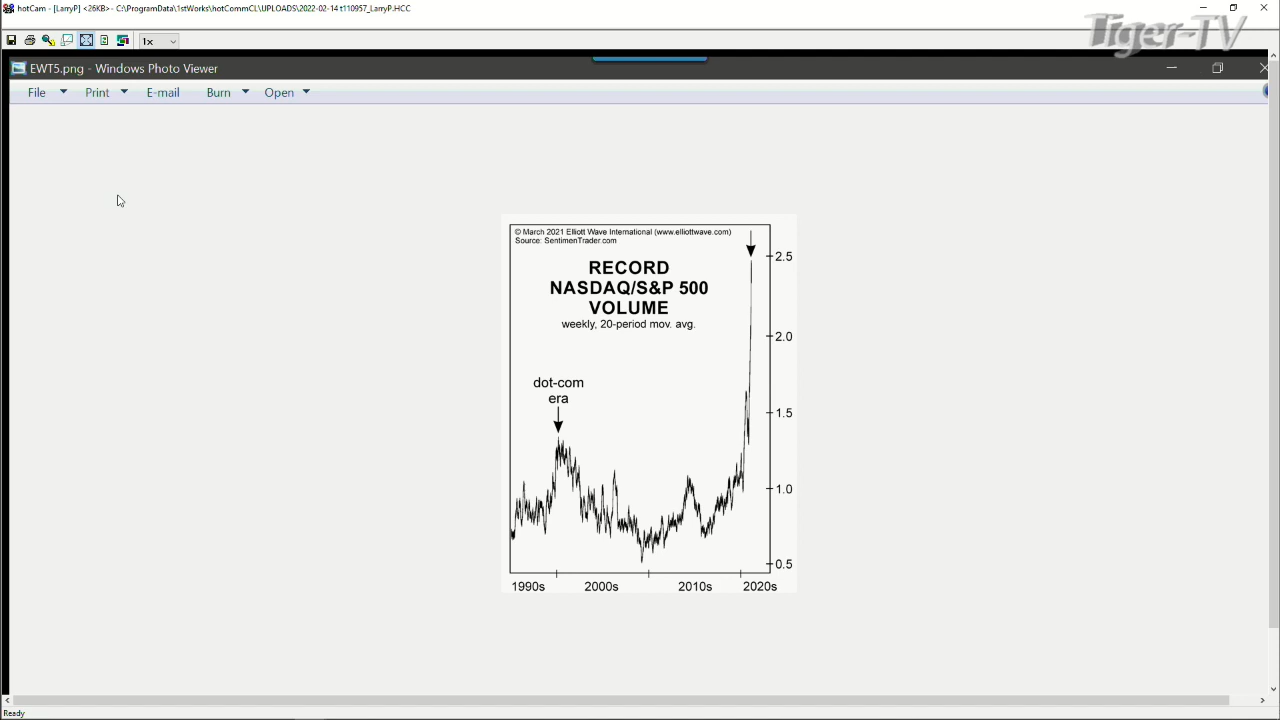 hotCam - [LarryP] <26KB> - C:\ProgramData\1stWorks\hotCommCL\UPLOADS\2022-02-14 t110957_LarryP.HCC
Tiger-TV
1x
EWT5.png - Windows Photo Viewer
File Print E-mail Burn Open
© March 2021 Elliott Wave International (www.elliottwave.com)
Source: SentimenTrader.com
RECORD
NASDAQ/S&P 500
VOLUME
weekly, 20-period mov. avg.
dot-com
era
2.5
2.0
1.5
1.0
0.5
1990s 2000s 2010s 2020s
Ready